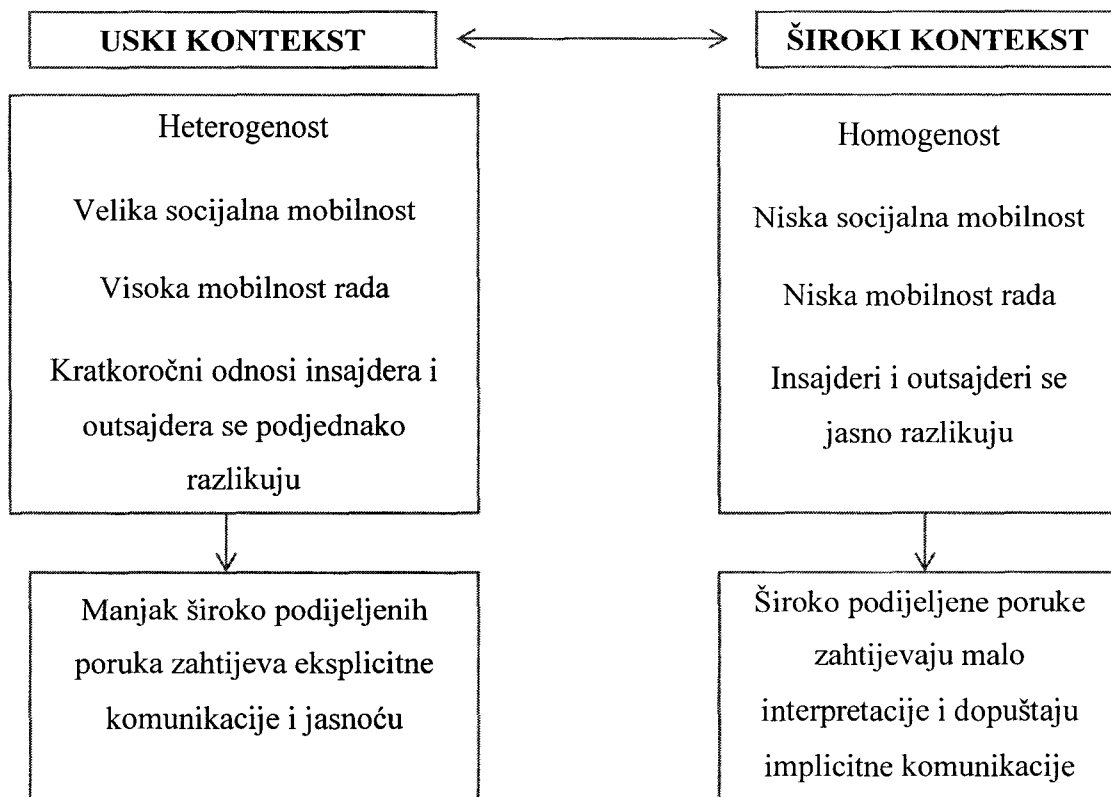 USKI KONTEKST
ŠIROKI KONTEKST
Heterogenost
Velika socijalna mobilnost
Visoka mobilnost rada
Kratkoročni odnosi insajdera i
outsajdera se podjednako
razlikuju
Homogenost
Niska socijalna mobilnost
Niska mobilnost rada
Insajderi i outsajderi se
jasno razlikuju
Manjak široko podijeljenih
poruka zahtijeva eksplicitne
komunikacije i jasnoću
Široko podijeljene poruke
zahtijevaju malo
interpretacije i dopuštaju
implicitne komunikacije